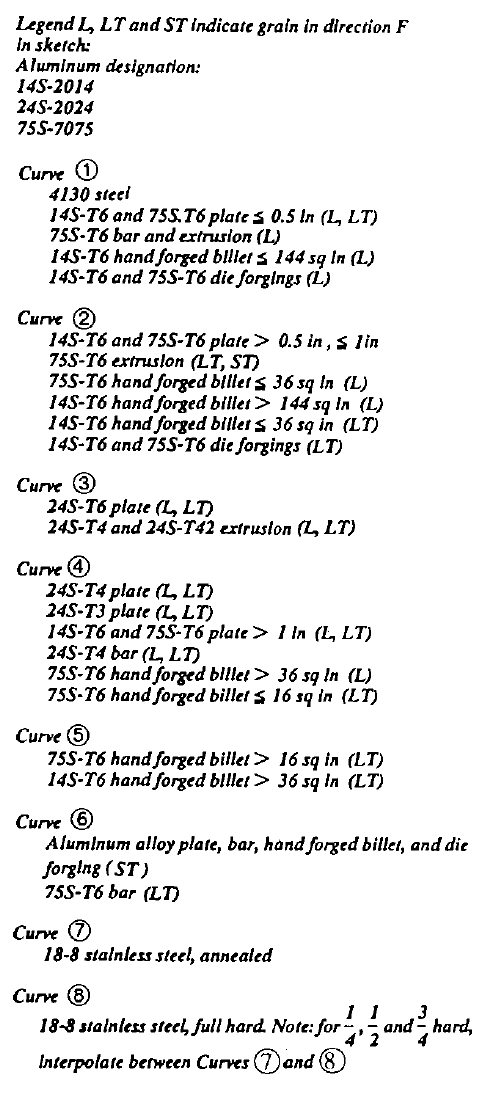 Legend L, LT and ST indicate grain in direction F
in sketch:
Aluminum designation:
14S-2014
24S-2024
75S-7075
Curve ①
4130 steel
14S-T6 and 75S.T6 plate ≤ 0.5 in (L, LT)
75S-T6 bar and extrusion (L)
14S-T6 hand forged billet ≤ 144 sq in (L)
14S-T6 and 75S-T6 die forgings (L)
Curve ②
14S-T6 and 75S-T6 plate > 0.5 in, ≤ 1in
75S-T6 extrusion (LT, ST)
75S-T6 hand forged billet ≤ 36 sq in (L)
14S-T6 hand forged billet > 144 sq in (L)
14S-T6 hand forged billet ≤ 36 sq in (LT)
14S-T6 and 75S-T6 die forgings (LT)
Curve ③
24S-T6 plate (L, LT)
24S-T4 and 24S-T42 extrusion (L, LT)
Curve ④
24S-T4 plate (L, LT)
24S-T3 plate (L, LT)
14S-T6 and 75S-T6 plate > 1 in (L, LT)
24S-T4 bar (L, LT)
75S-T6 hand forged billet > 36 sq in (L)
75S-T6 hand forged billet ≤ 16 sq in (LT)
Curve ⑤
75S-T6 hand forged billet > 16 sq in (LT)
14S-T6 hand forged billet > 36 sq in (LT)
Curve ⑥
Aluminum alloy plate, bar, hand forged billet, and die
forging (ST)
75S-T6 bar (LT)
Curve ⑦
18-8 stainless steel, annealed
Curve ⑧
18-8 stainless steel, full hard. Note: for 1/4, 1/2 and 3/4 hard,
interpolate between Curves ⑦ and ⑧